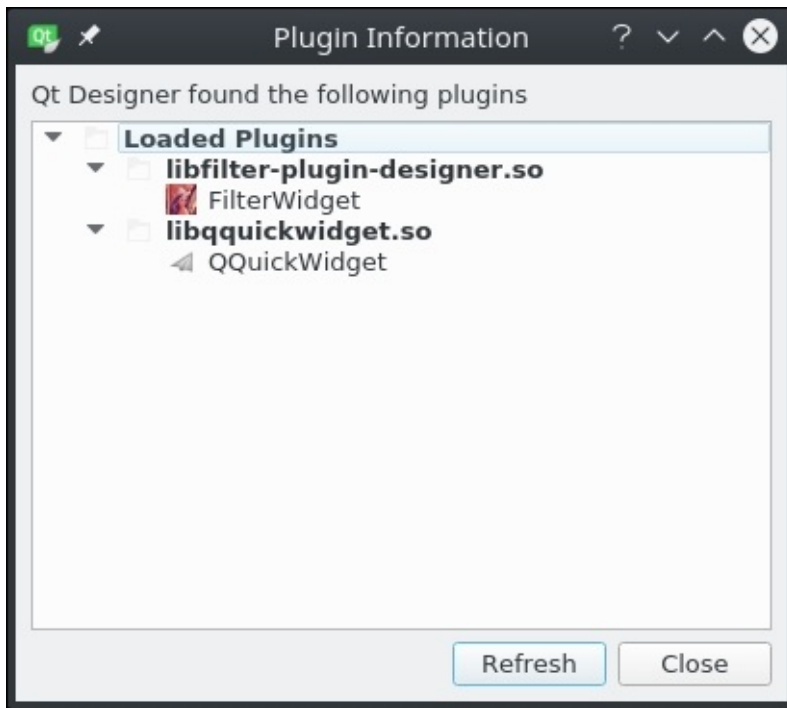 Qt Plugin Information ?
Qt Designer found the following plugins
Loaded Plugins
libfilter-plugin-designer.so
FilterWidget
libqquickwidget.so
QQuickWidget
Refresh Close